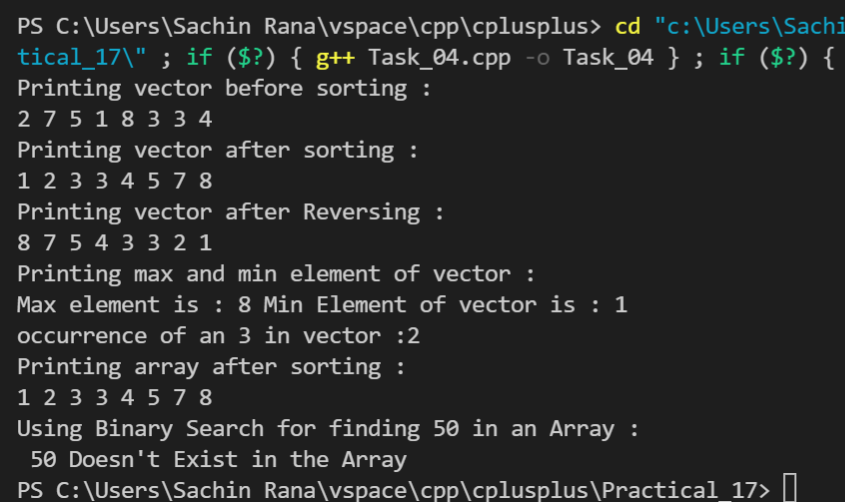 PS C:\Users\Sachin Rana\vspace\cpp\cplusplus> cd "c:\Users\Sachi
tical_17\" ; if ($?) { g++ Task_04.cpp -o Task_04 } ; if ($?) {
Printing vector before sorting :
2 7 5 1 8 3 3 4
Printing vector after sorting :
1 2 3 3 4 5 7 8
Printing vector after Reversing :
8 7 5 4 3 3 2 1
Printing max and min element of vector :
Max element is : 8 Min Element of vector is : 1
occurrence of an 3 in vector :2
Printing array after sorting :
1 2 3 3 4 5 7 8
Using Binary Search for finding 50 in an Array :
 50 Doesn't Exist in the Array
PS C:\Users\Sachin Rana\vspace\cpp\cplusplus\Practical_17>